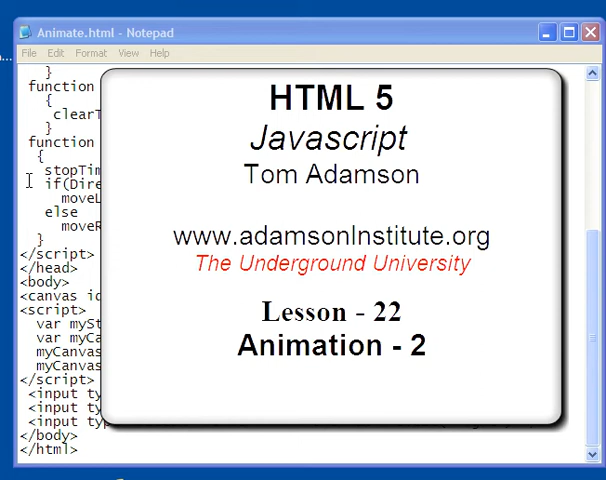 Animate.html - Notepad
File Edit Format View Help
}
function
{
clearT
}
function
{
stopTim
if(Dire
moveL
else
moveR
}
</script>
</head>
<body>
<canvas id
<script>
var mySt
var myCa
myCanvas
myCanvas
</script>
<input typ
<input typ
<input typ
</body>
</html>
HTML 5
Javascript
Tom Adamson
www.adamsonInstitute.org
The Underground University
Lesson - 22
Animation - 2